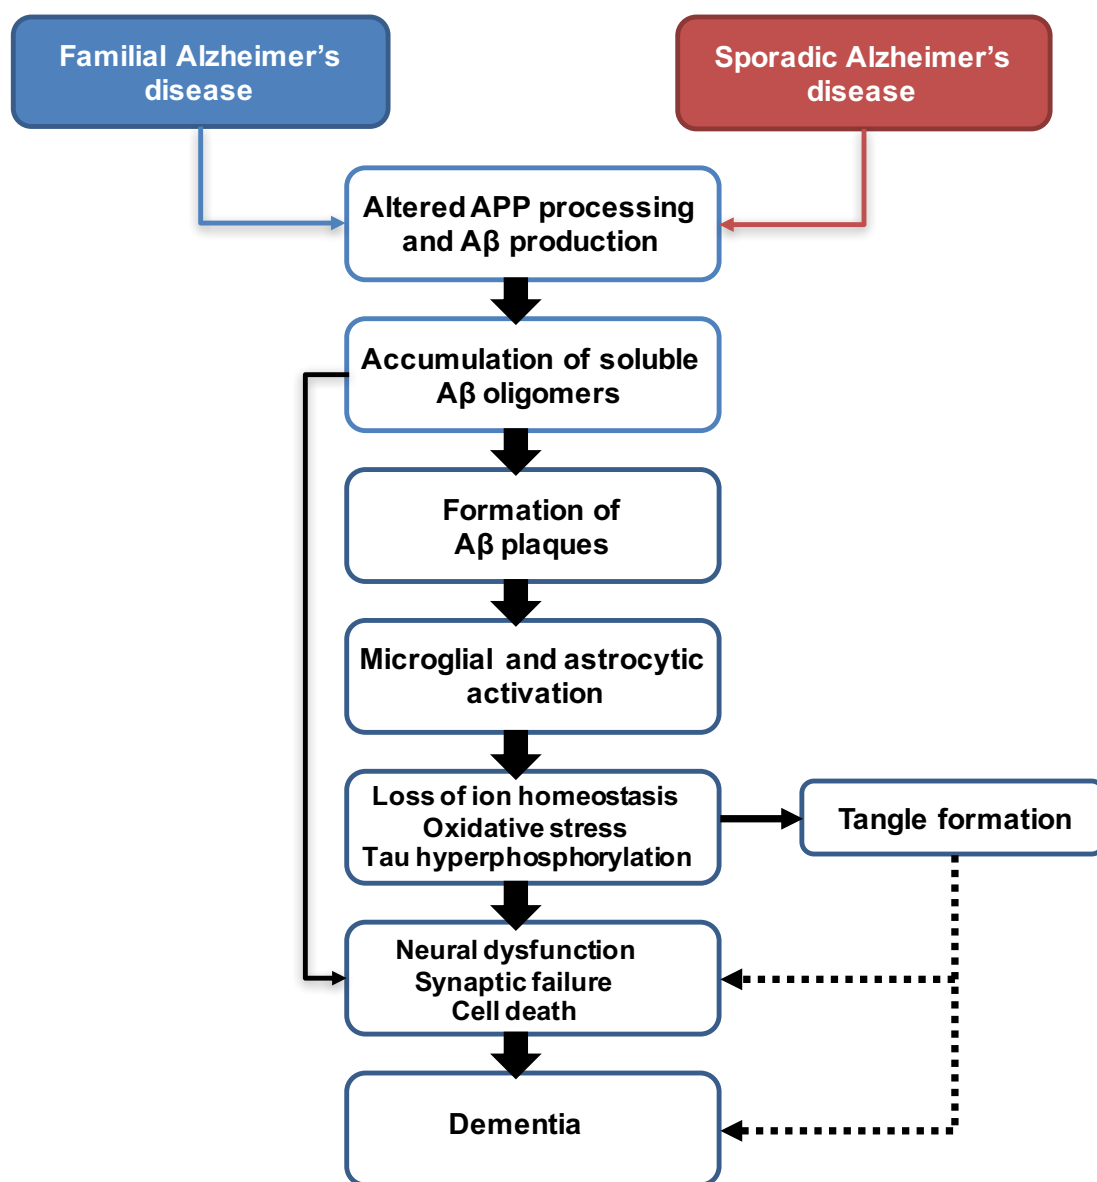 Familial Alzheimer’s
disease
Sporadic Alzheimer’s
disease
Altered APP processing
and Aβ production
Accumulation of soluble
Aβ oligomers
Formation of
Aβ plaques
Microglial and astrocytic
activation
Loss of ion homeostasis
Oxidative stress
Tau hyperphosphorylation
Tangle formation
Neural dysfunction
Synaptic failure
Cell death
Dementia